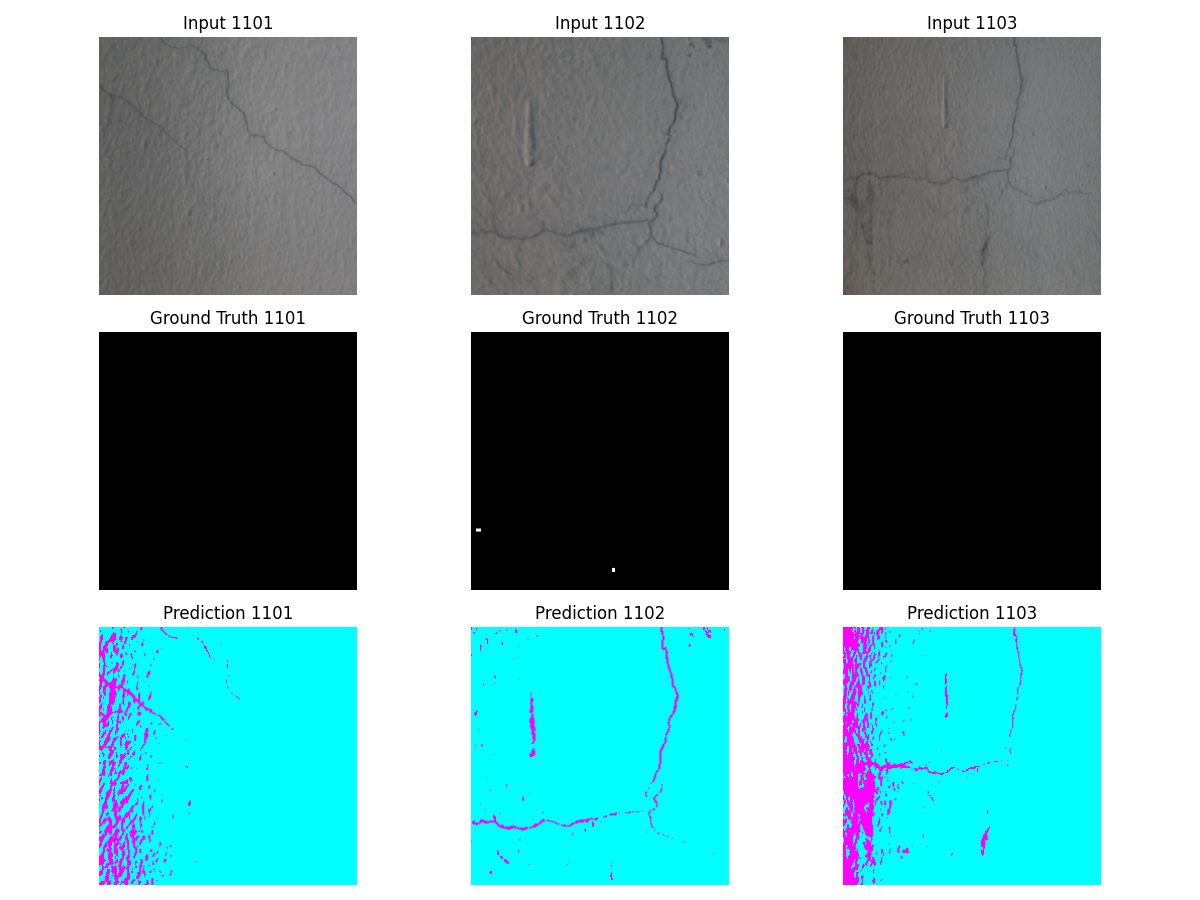 Input 1101
Input 1102
Input 1103
Ground Truth 1101
Ground Truth 1102
Ground Truth 1103
Prediction 1101
Prediction 1102
Prediction 1103